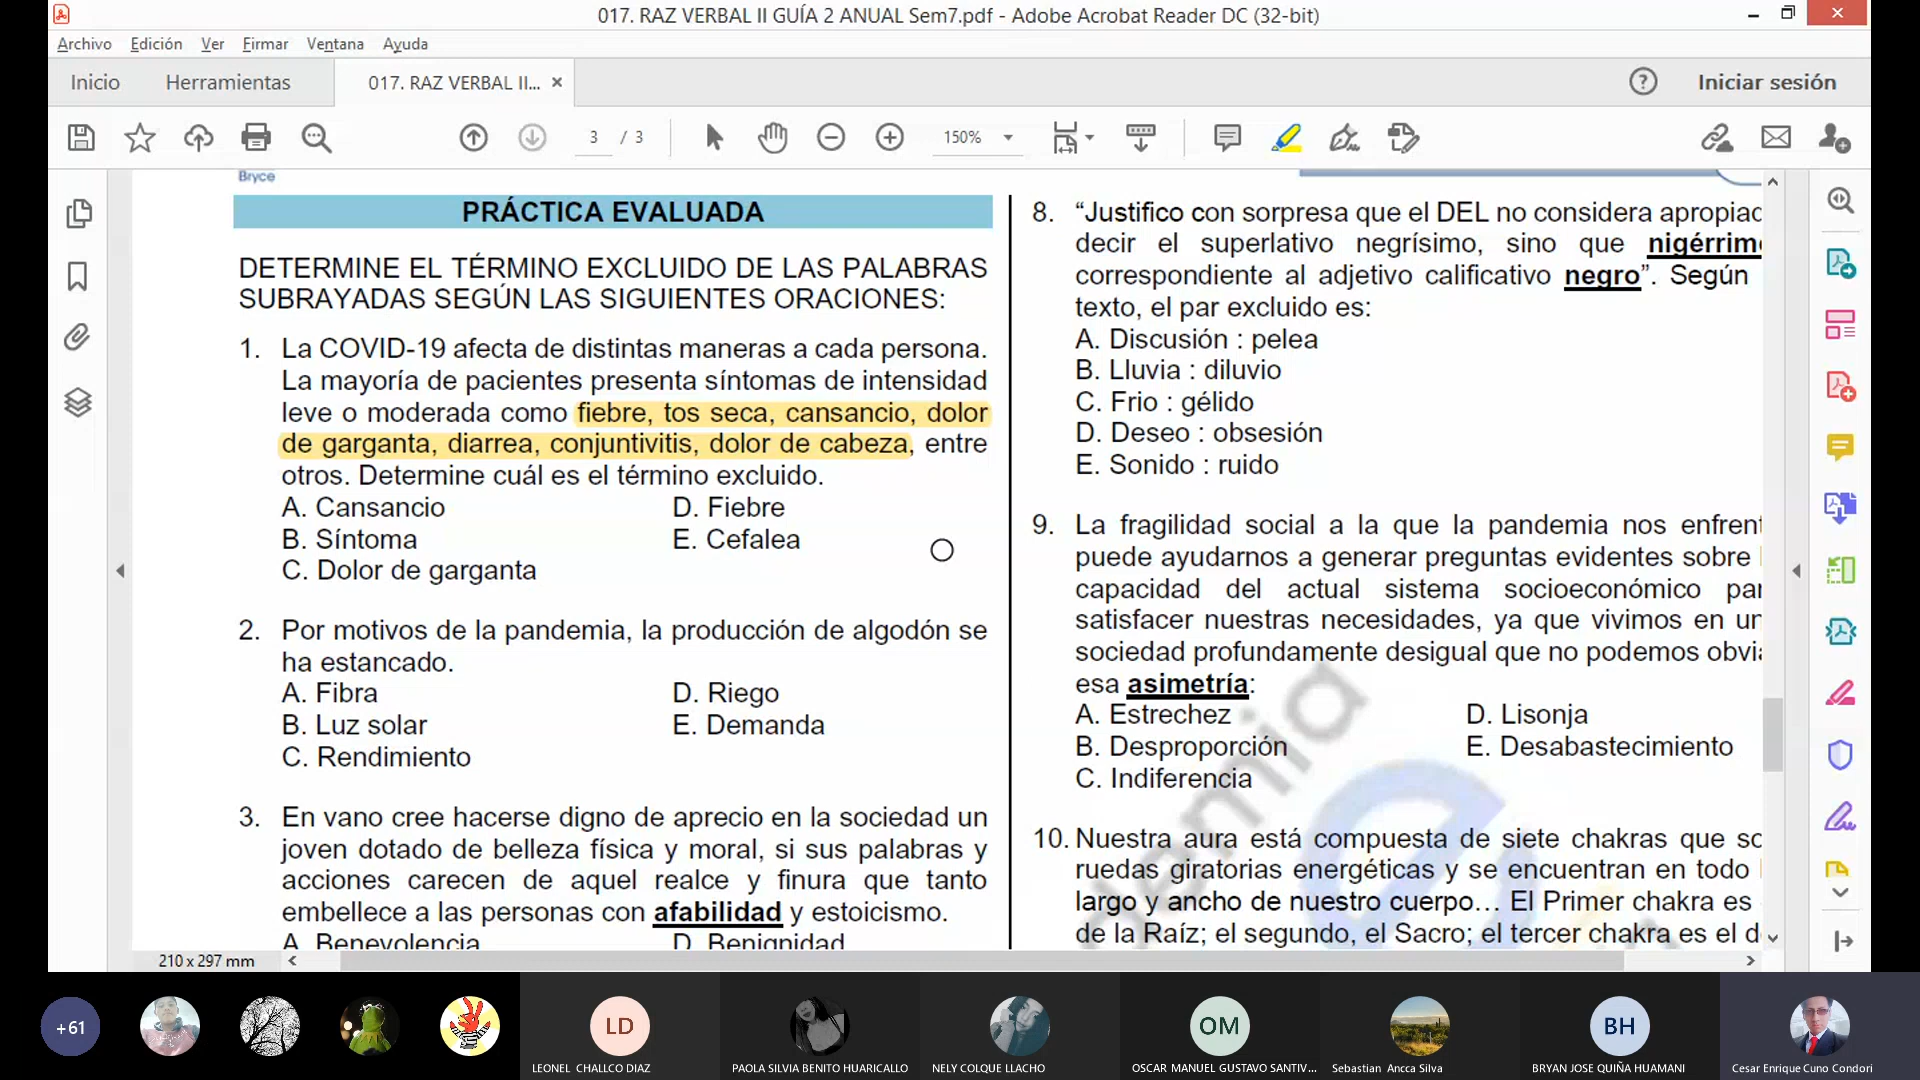 017. RAZ VERBAL II GUÍA 2 ANUAL Sem7.pdf - Adobe Acrobat Reader DC (32-bit)
Archivo Edición Ver Firmar Ventana Ayuda
Inicio Herramientas 017. RAZ VERBAL II... × Iniciar sesión
3 / 3 150%
Bryce
PRÁCTICA EVALUADA
DETERMINE EL TÉRMINO EXCLUIDO DE LAS PALABRAS
SUBRAYADAS SEGÚN LAS SIGUIENTES ORACIONES:
1. La COVID-19 afecta de distintas maneras a cada persona.
La mayoría de pacientes presenta síntomas de intensidad
leve o moderada como fiebre, tos seca, cansancio, dolor
de garganta, diarrea, conjuntivitis, dolor de cabeza, entre
otros. Determine cuál es el término excluido.
A. Cansancio D. Fiebre
B. Síntoma E. Cefalea
C. Dolor de garganta
2. Por motivos de la pandemia, la producción de algodón se
ha estancado.
A. Fibra D. Riego
B. Luz solar E. Demanda
C. Rendimiento
3. En vano cree hacerse digno de aprecio en la sociedad un
joven dotado de belleza física y moral, si sus palabras y
acciones carecen de aquel realce y finura que tanto
embellece a las personas con afabilidad y estoicismo.
A. Benevolencia D. Benignidad
8. “Justifico con sorpresa que el DEL no considera apropiad
decir el superlativo negrísimo, sino que nigérrimo
correspondiente al adjetivo calificativo negro”. Según
texto, el par excluido es:
A. Discusión : pelea
B. Lluvia : diluvio
C. Frio : gélido
D. Deseo : obsesión
E. Sonido : ruido
9. La fragilidad social a la que la pandemia nos enfrent
puede ayudarnos a generar preguntas evidentes sobre
capacidad del actual sistema socioeconómico par
satisfacer nuestras necesidades, ya que vivimos en un
sociedad profundamente desigual que no podemos obvia
esa asimetría:
A. Estrechez D. Lisonja
B. Desproporción E. Desabastecimiento
C. Indiferencia
10. Nuestra aura está compuesta de siete chakras que so
ruedas giratorias energéticas y se encuentran en todo
largo y ancho de nuestro cuerpo… El Primer chakra es
de la Raíz; el segundo, el Sacro; el tercer chakra es el d
demia
210 x 297 mm
+61 LD OM BH
LEONEL CHALLCO DIAZ PAOLA SILVIA BENITO HUARICALLO NELY COLQUE LLACHO OSCAR MANUEL GUSTAVO SANTIV... Sebastian Ancca Silva BRYAN JOSE QUIÑA HUAMANI Cesar Enrique Cuno Condori